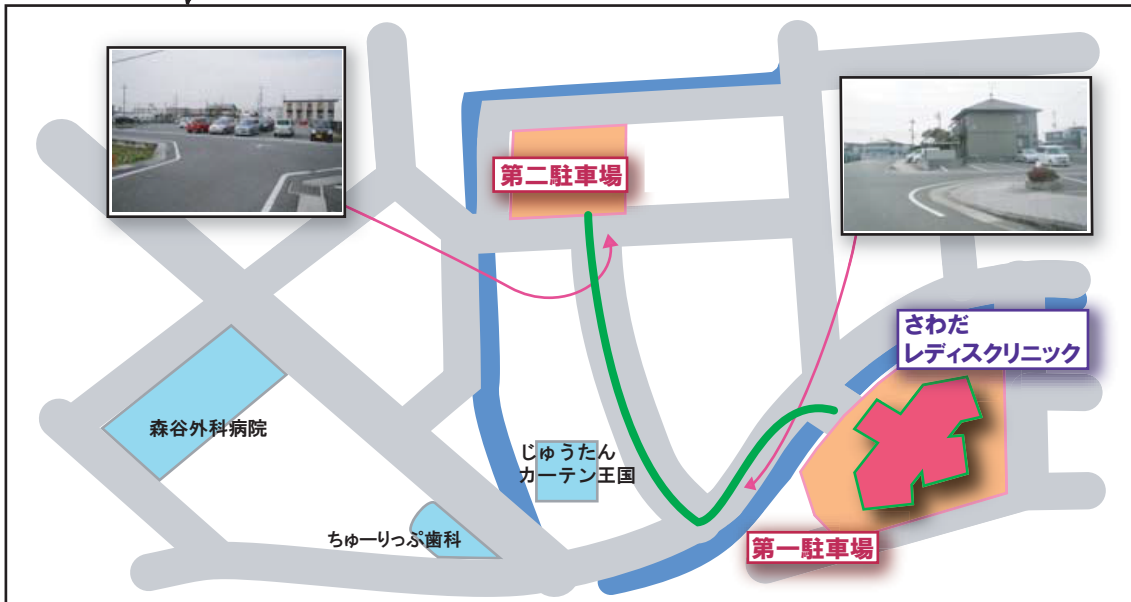 第二駐車場
さわだ
レディスクリニック
森谷外科病院
じゅうたん
カーテン王国
ちゅーりっぷ歯科
第一駐車場